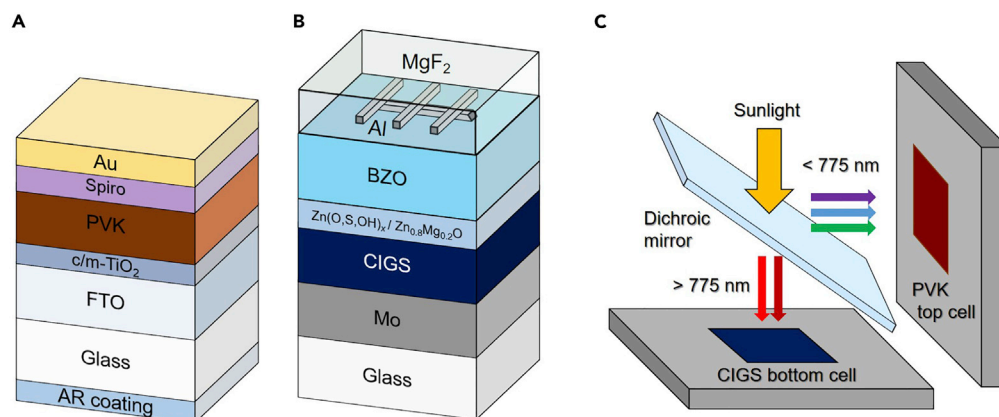 A
Au
Spiro
PVK
c/m-TiO₂
FTO
Glass
AR coating
B
MgF₂
Al
BZO
Zn(O,S,OH)ₓ / Zn₀.₈Mg₀.₂O
CIGS
Mo
Glass
C
Sunlight
< 775 nm
Dichroic
mirror
> 775 nm
PVK
top cell
CIGS bottom cell